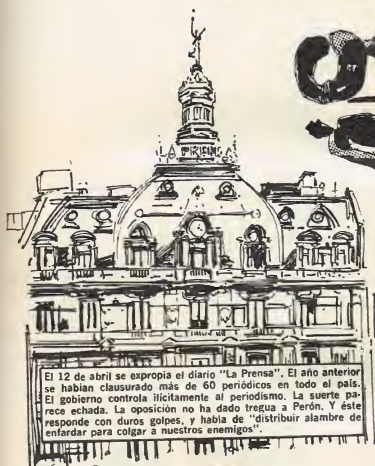 LA PRENSA
El 12 de abril se expropia el diario "La Prensa". El año anterior
se habían clausurado más de 60 periódicos en todo el país.
El gobierno controla ilícitamente al periodismo. La suerte pa-
rece echada. La oposición no ha dado tregua a Perón. Y éste
responde con duros golpes, y habla de "distribuir alambre de
enfardar para colgar a nuestros enemigos".